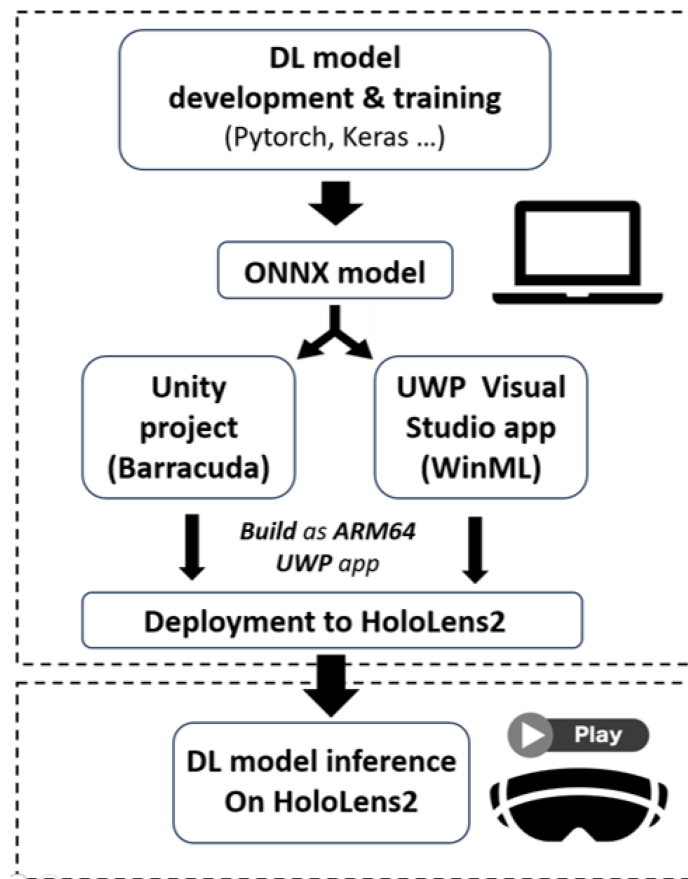 DL model
development & training
(Pytorch, Keras ...)
ONNX model
Unity
project
(Barracuda)
UWP Visual
Studio app
(WinML)
Build as ARM64
UWP app
Deployment to HoloLens2
Play
DL model inference
On HoloLens2